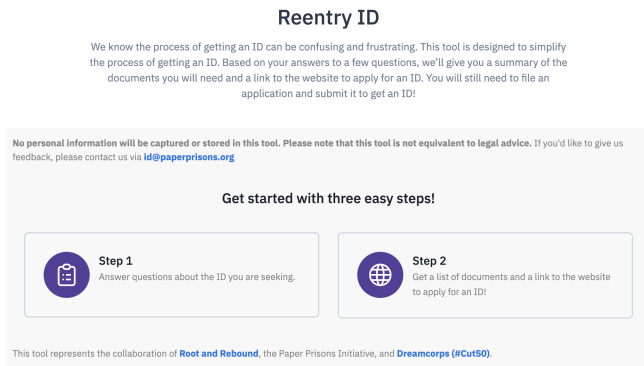 Reentry ID
We know the process of getting an ID can be confusing and frustrating. This tool is designed to simplify
the process of getting an ID. Based on your answers to a few questions, we'll give you a summary of the
documents you will need and a link to the website to apply for an ID. You will still need to file an
application and submit it to get an ID!
No personal information will be captured or stored in this tool. Please note that this tool is not equivalent to legal advice. If you'd like to give us
feedback, please contact us via id@paperprisons.org
Get started with three easy steps!
Step 1
Answer questions about the ID you are seeking.
Step 2
Get a list of documents and a link to the website
to apply for an ID!
This tool represents the collaboration of Root and Rebound, the Paper Prisons Initiative, and Dreamcorps (#Cut50).